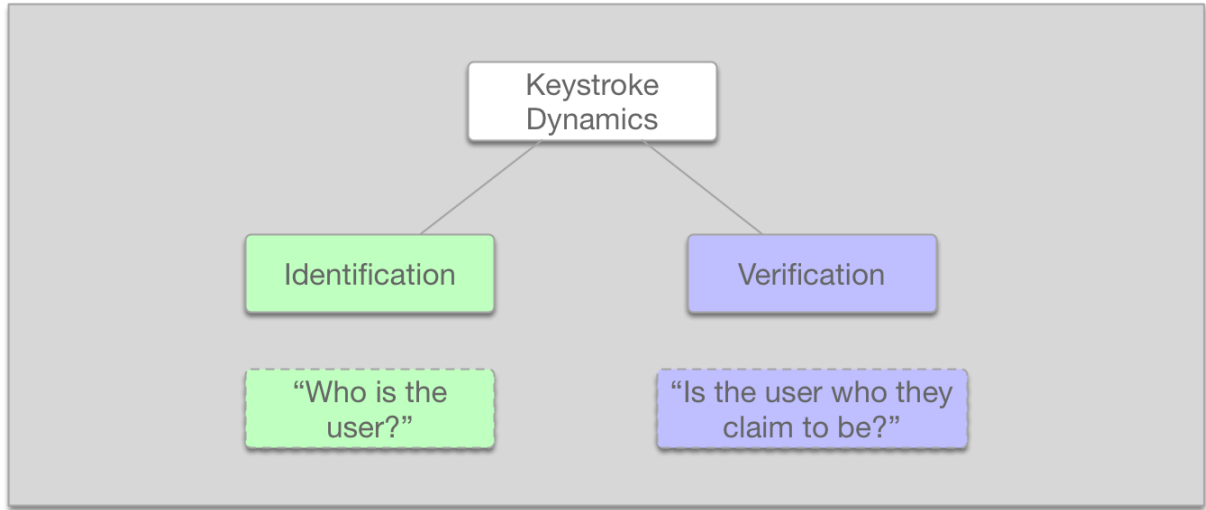 Keystroke
Dynamics
Identification
Verification
“Who is the
user?”
“Is the user who they
claim to be?”